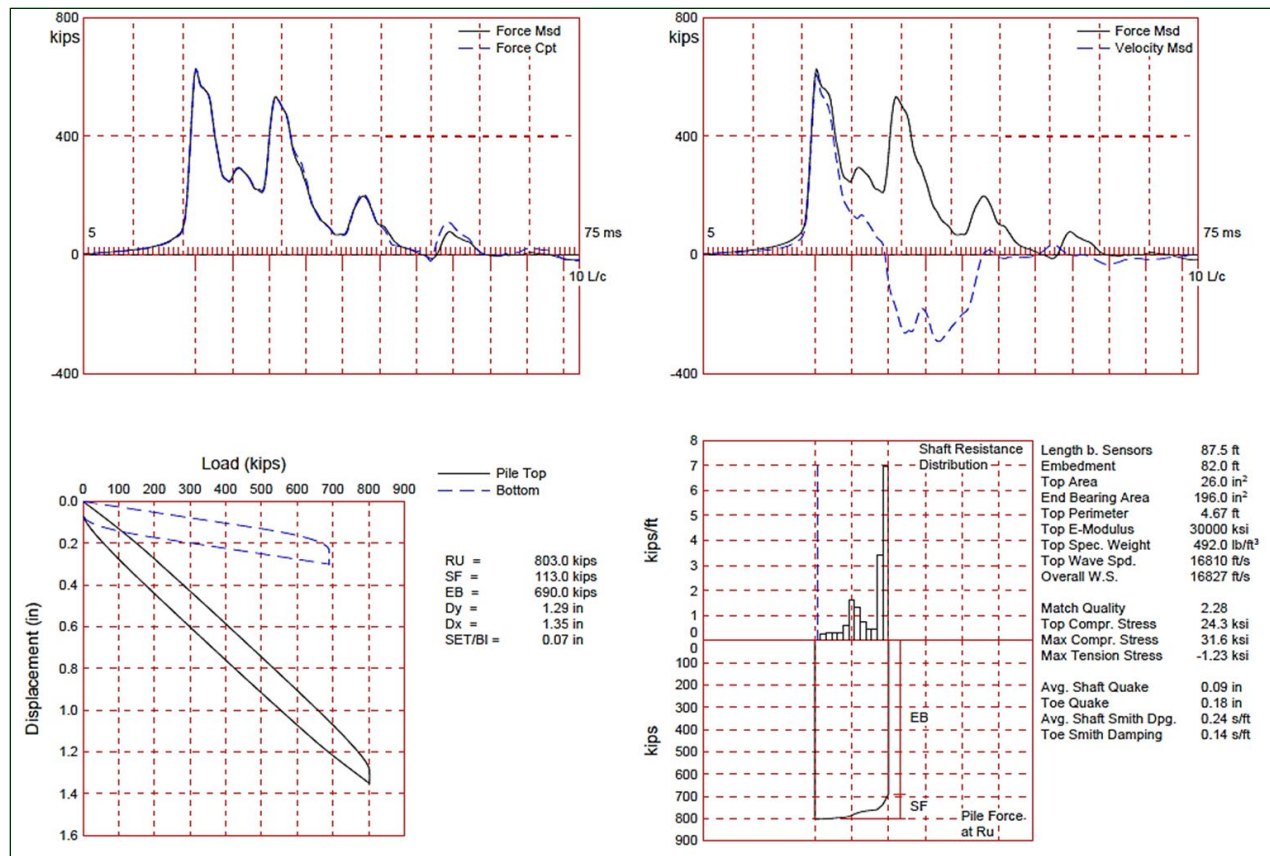 800
kips
400
0
-400
Force Msd
Force Cpt
5
75 ms
10 L/c
800
kips
400
0
-400
Force Msd
Velocity Msd
5
75 ms
10 L/c
Load (kips)
0 100 200 300 400 500 600 700 800 900
Displacement (in)
0.0
0.2
0.4
0.6
0.8
1.0
1.2
1.4
1.6
Pile Top
Bottom
RU = 803.0 kips
SF = 113.0 kips
EB = 690.0 kips
Dy = 1.29 in
Dx = 1.35 in
SET/Bl = 0.07 in
kips/ft
8
7
6
5
4
3
2
1
0
Shaft Resistance
Distribution
kips
0
100
200
300
400
500
600
700
800
900
EB
SF
Pile Force
at Ru
Length b. Sensors 87.5 ft
Embedment 82.0 ft
Top Area 26.0 in²
End Bearing Area 196.0 in²
Top Perimeter 4.67 ft
Top E-Modulus 30000 ksi
Top Spec. Weight 492.0 lb/ft³
Top Wave Spd. 16810 ft/s
Overall W.S. 16827 ft/s
Match Quality 2.28
Top Compr. Stress 24.3 ksi
Max Compr. Stress 31.6 ksi
Max Tension Stress -1.23 ksi
Avg. Shaft Quake 0.09 in
Toe Quake 0.18 in
Avg. Shaft Smith Dpg. 0.24 s/ft
Toe Smith Damping 0.14 s/ft